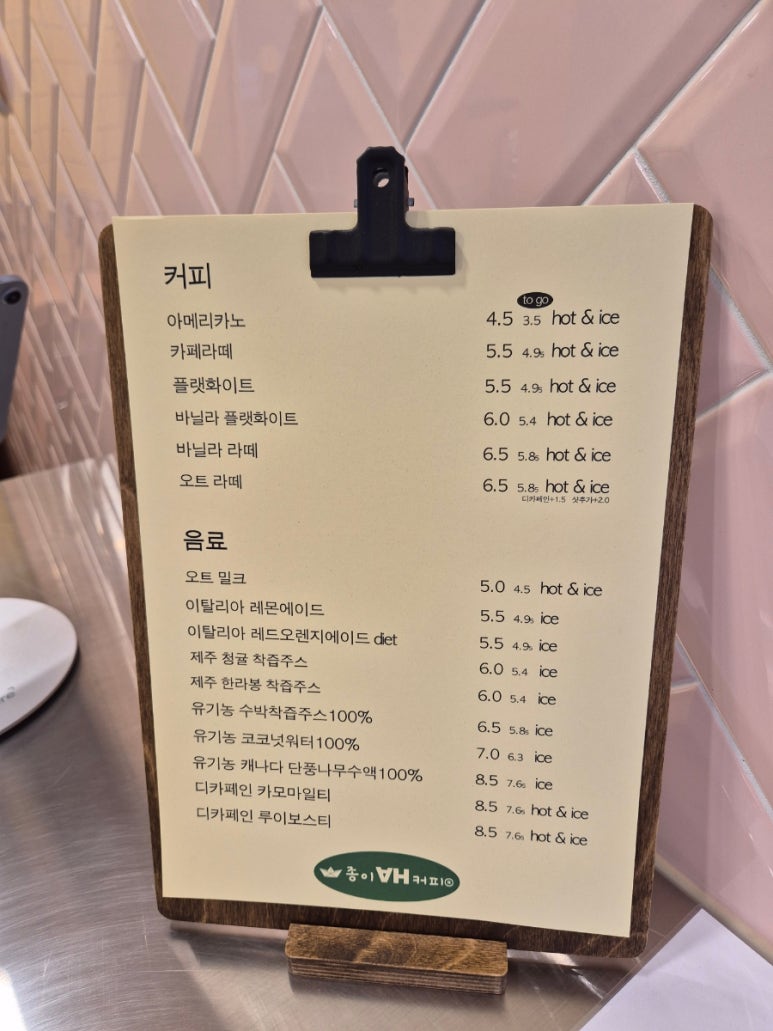 커피
to go
아메리카노 4.5 3.5 hot & ice
카페라떼 5.5 4.95 hot & ice
플랫화이트 5.5 4.95 hot & ice
바닐라 플랫화이트 6.0 5.4 hot & ice
바닐라 라떼 6.5 5.85 hot & ice
오트 라떼 6.5 5.85 hot & ice
디카페인+1.5 샷추가+2.0
음료
오트 밀크 5.0 4.5 hot & ice
이탈리아 레몬에이드 5.5 4.95 ice
이탈리아 레드오렌지에이드 diet 5.5 4.95 ice
제주 청귤 착즙주스 6.0 5.4 ice
제주 한라봉 착즙주스 6.0 5.4 ice
유기농 수박착즙주스100% 6.5 5.85 ice
유기농 코코넛워터100% 7.0 6.3 ice
유기농 캐나다 단풍나무수액100% 8.5 7.65 ice
디카페인 카모마일티 8.5 7.65 hot & ice
디카페인 루이보스티 8.5 7.65 hot & ice
종이 커피®